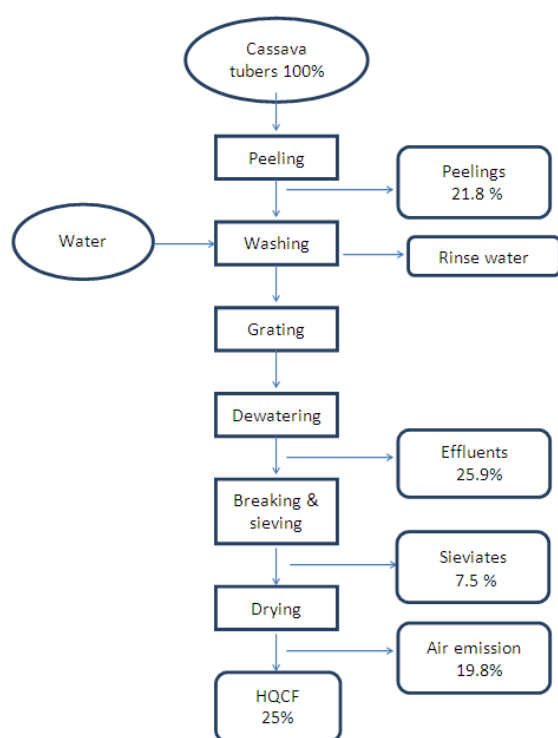 Cassava
tubers 100%
Peeling
Peelings
21.8 %
Water
Washing
Rinse water
Grating
Dewatering
Effluents
25.9%
Breaking &
sieving
Sieviates
7.5 %
Drying
Air emission
19.8%
HQCF
25%